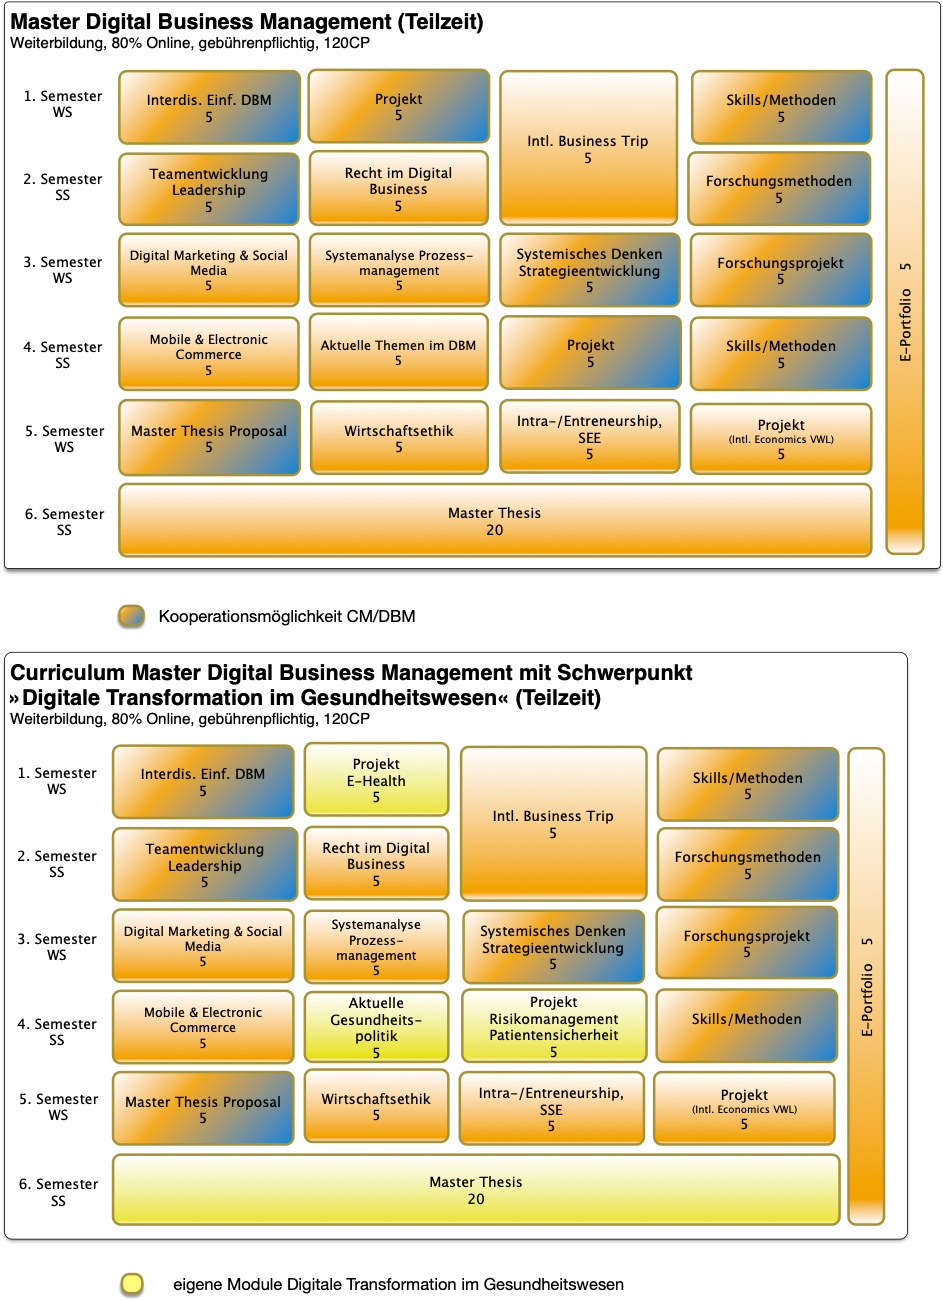 Master Digital Business Management (Teilzeit)
Weiterbildung, 80% Online, gebührenpflichtig, 120CP
1. Semester
WS
Interdis. Einf. DBM
5
Projekt
5
Intl. Business Trip
5
Skills/Methoden
5
2. Semester
SS
Teamentwicklung
Leadership
5
Recht im Digital
Business
5
Forschungsmethoden
5
3. Semester
WS
Digital Marketing & Social
Media
5
Systemanalyse Prozess-
management
5
Systemisches Denken
Strategieentwicklung
5
Forschungsprojekt
5
4. Semester
SS
Mobile & Electronic
Commerce
5
Aktuelle Themen im DBM
5
Projekt
5
Skills/Methoden
5
5. Semester
WS
Master Thesis Proposal
5
Wirtschaftsethik
5
Intra-/Entreneurship,
SEE
5
Projekt
(Intl. Economics VWL)
5
6. Semester
SS
Master Thesis
20
E-Portfolio 5
Kooperationsmöglichkeit CM/DBM
Curriculum Master Digital Business Management mit Schwerpunkt
»Digitale Transformation im Gesundheitswesen« (Teilzeit)
Weiterbildung, 80% Online, gebührenpflichtig, 120CP
1. Semester
WS
Interdis. Einf. DBM
5
Projekt
E-Health
5
Intl. Business Trip
5
Skills/Methoden
5
2. Semester
SS
Teamentwicklung
Leadership
5
Recht im Digital
Business
5
Forschungsmethoden
5
3. Semester
WS
Digital Marketing & Social
Media
5
Systemanalyse
Prozess-
management
5
Systemisches Denken
Strategieentwicklung
5
Forschungsprojekt
5
4. Semester
SS
Mobile & Electronic
Commerce
5
Aktuelle
Gesundheits-
politik
5
Projekt
Risikomanagement
Patientensicherheit
5
Skills/Methoden
5
5. Semester
WS
Master Thesis Proposal
5
Wirtschaftsethik
5
Intra-/Entreneurship,
SSE
5
Projekt
(Intl. Economics VWL)
5
6. Semester
SS
Master Thesis
20
E-Portfolio 5
eigene Module Digitale Transformation im Gesundheitswesen